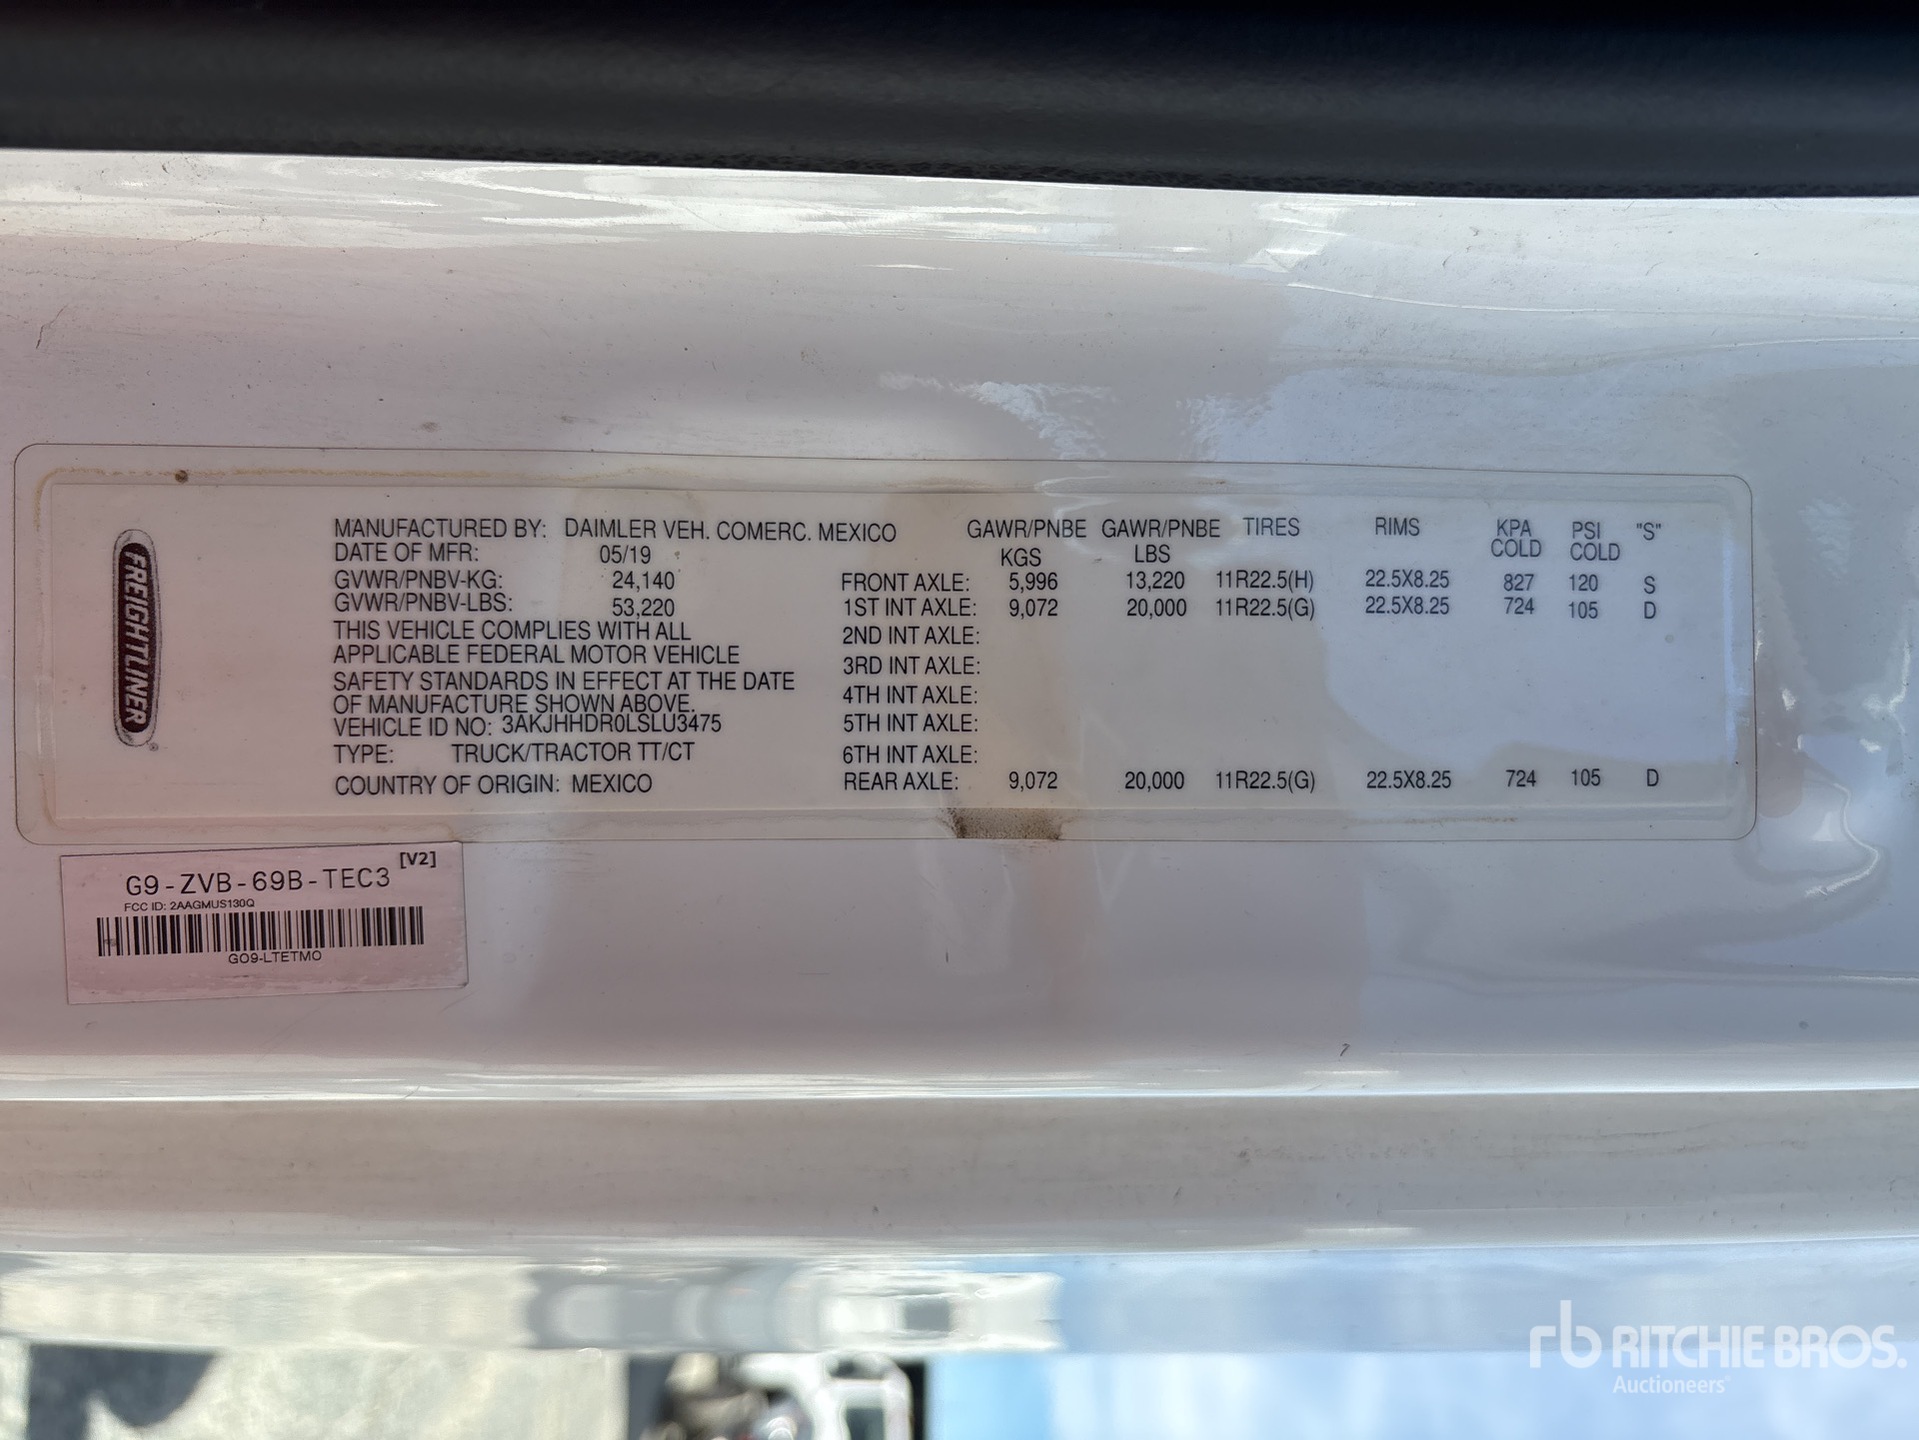 FREIGHTLINER
®
MANUFACTURED BY: DAIMLER VEH. COMERC. MEXICO
DATE OF MFR: 05/19
GVWR/PNBV-KG: 24,140
GVWR/PNBV-LBS: 53,220
THIS VEHICLE COMPLIES WITH ALL
APPLICABLE FEDERAL MOTOR VEHICLE
SAFETY STANDARDS IN EFFECT AT THE DATE
OF MANUFACTURE SHOWN ABOVE.
VEHICLE ID NO: 3AKJHHDR0LSLU3475
TYPE: TRUCK/TRACTOR TT/CT
COUNTRY OF ORIGIN: MEXICO
GAWR/PNBE GAWR/PNBE TIRES RIMS KPA PSI "S"
KGS LBS COLD COLD
FRONT AXLE: 5,996 13,220 11R22.5(H) 22.5X8.25 827 120 S
1ST INT AXLE: 9,072 20,000 11R22.5(G) 22.5X8.25 724 105 D
2ND INT AXLE:
3RD INT AXLE:
4TH INT AXLE:
5TH INT AXLE:
6TH INT AXLE:
REAR AXLE: 9,072 20,000 11R22.5(G) 22.5X8.25 724 105 D
G9-ZVB-69B-TEC3 [V2]
FCC ID: 2AAGMUS130Q
GO9-LTETMO
rb RITCHIE BROS.
Auctioneers